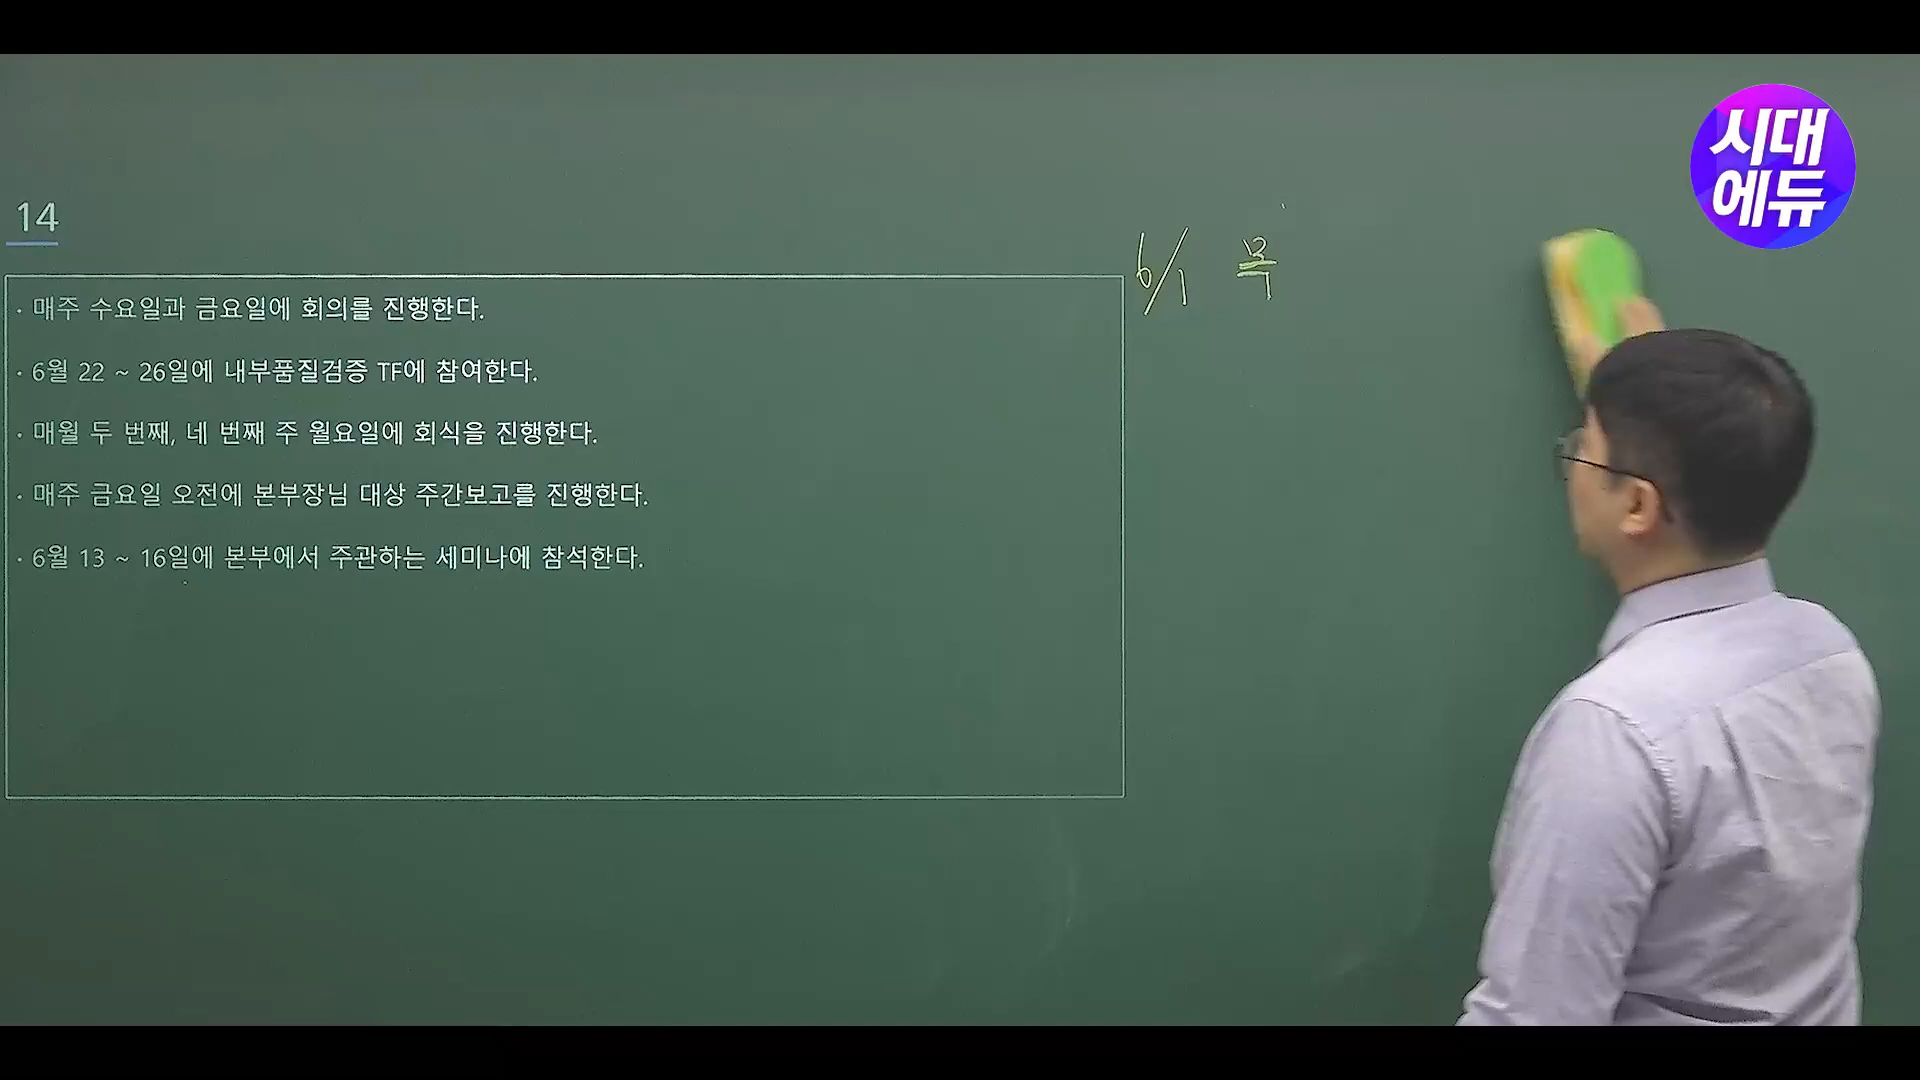 시대
에듀
14
6/1 목
· 매주 수요일과 금요일에 회의를 진행한다.
· 6월 22 ~ 26일에 내부품질검증 TF에 참여한다.
· 매월 두 번째, 네 번째 주 월요일에 회식을 진행한다.
· 매주 금요일 오전에 본부장님 대상 주간보고를 진행한다.
· 6월 13 ~ 16일에 본부에서 주관하는 세미나에 참석한다.